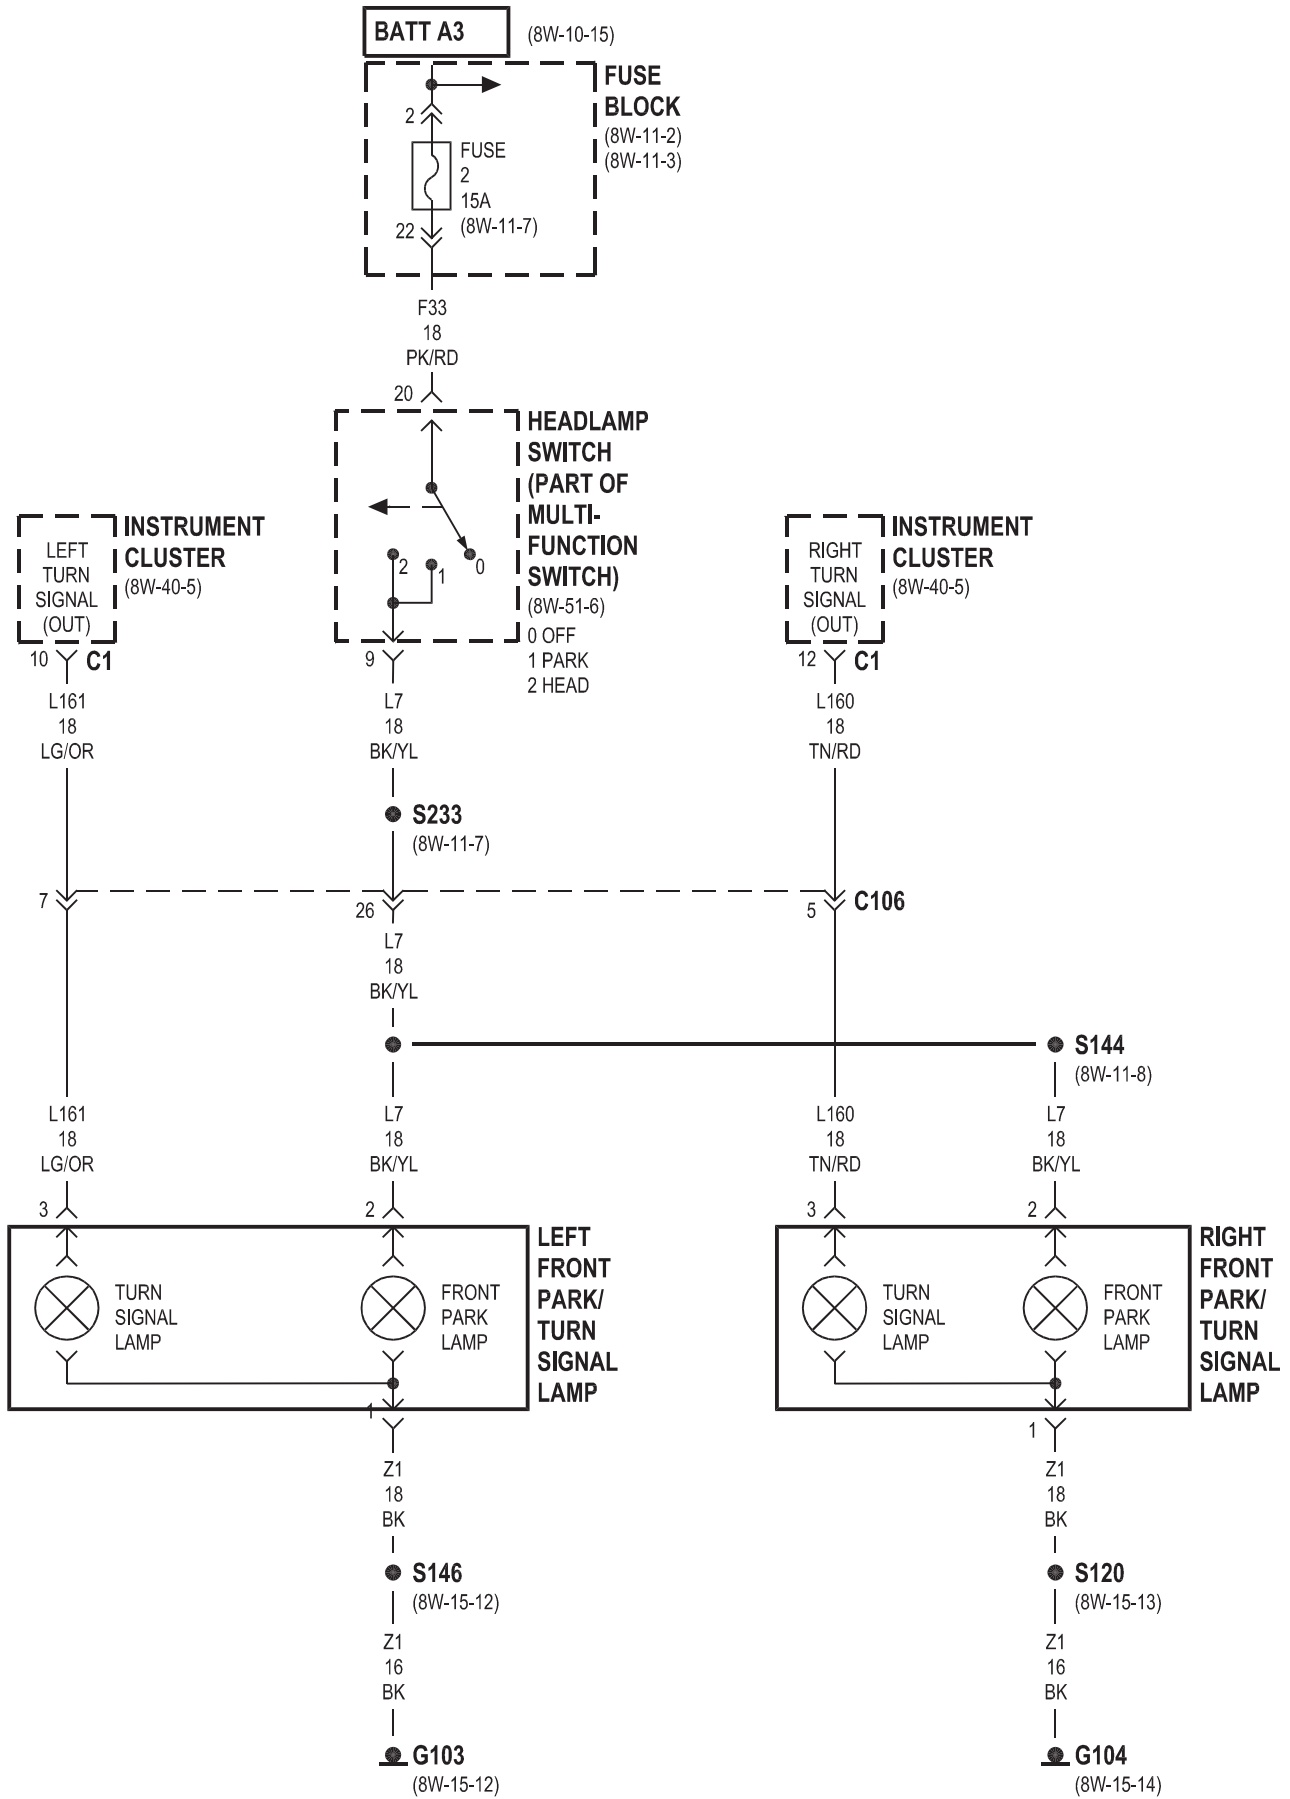 BATT A3
(8W-10-15)
FUSE
BLOCK
(8W-11-2)
(8W-11-3)
2
FUSE
2
15A
(8W-11-7)
22
F33
18
PK/RD
20
HEADLAMP
SWITCH
(PART OF
MULTI-
FUNCTION
SWITCH)
(8W-51-6)
0 OFF
1 PARK
2 HEAD
2
1
0
9
LEFT
TURN
SIGNAL
(OUT)
INSTRUMENT
CLUSTER
(8W-40-5)
10
C1
RIGHT
TURN
SIGNAL
(OUT)
INSTRUMENT
CLUSTER
(8W-40-5)
12
C1
L161
18
LG/OR
L7
18
BK/YL
L160
18
TN/RD
S233
(8W-11-7)
7
26
5
C106
L7
18
BK/YL
S144
(8W-11-8)
L161
18
LG/OR
L7
18
BK/YL
L160
18
TN/RD
L7
18
BK/YL
3
2
3
2
TURN
SIGNAL
LAMP
FRONT
PARK
LAMP
LEFT
FRONT
PARK/
TURN
SIGNAL
LAMP
TURN
SIGNAL
LAMP
FRONT
PARK
LAMP
RIGHT
FRONT
PARK/
TURN
SIGNAL
LAMP
1
1
Z1
18
BK
Z1
18
BK
S146
(8W-15-12)
S120
(8W-15-13)
Z1
16
BK
Z1
16
BK
G103
(8W-15-12)
G104
(8W-15-14)